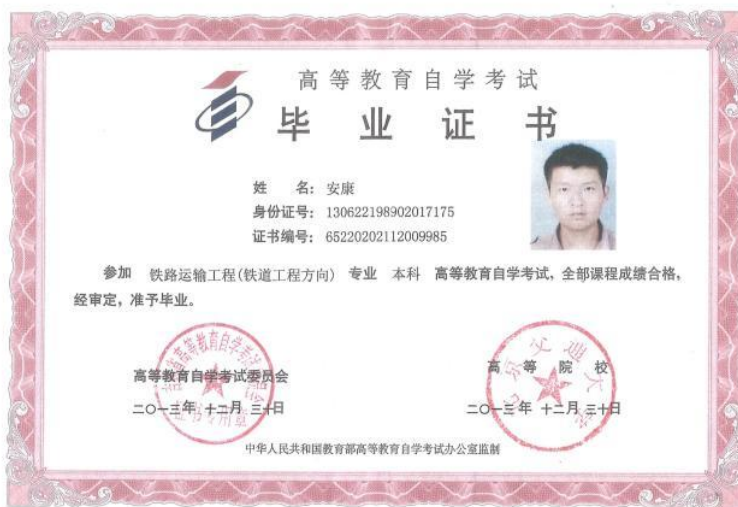 高等教育自学考试
毕业证书
姓 名: 安康
身份证号: 130622198902017175
证书编号: 65220202112009985
参加 铁路运输工程(铁道工程方向) 专业 本科 高等教育自学考试, 全部课程成绩合格,
经审定, 准予毕业。
高等教育自学考试委员会
高等院校
北京交通大学
二〇一三年 十二月 三十日
二〇一三年 十二月 三十日
中华人民共和国教育部高等教育自学考试办公室监制